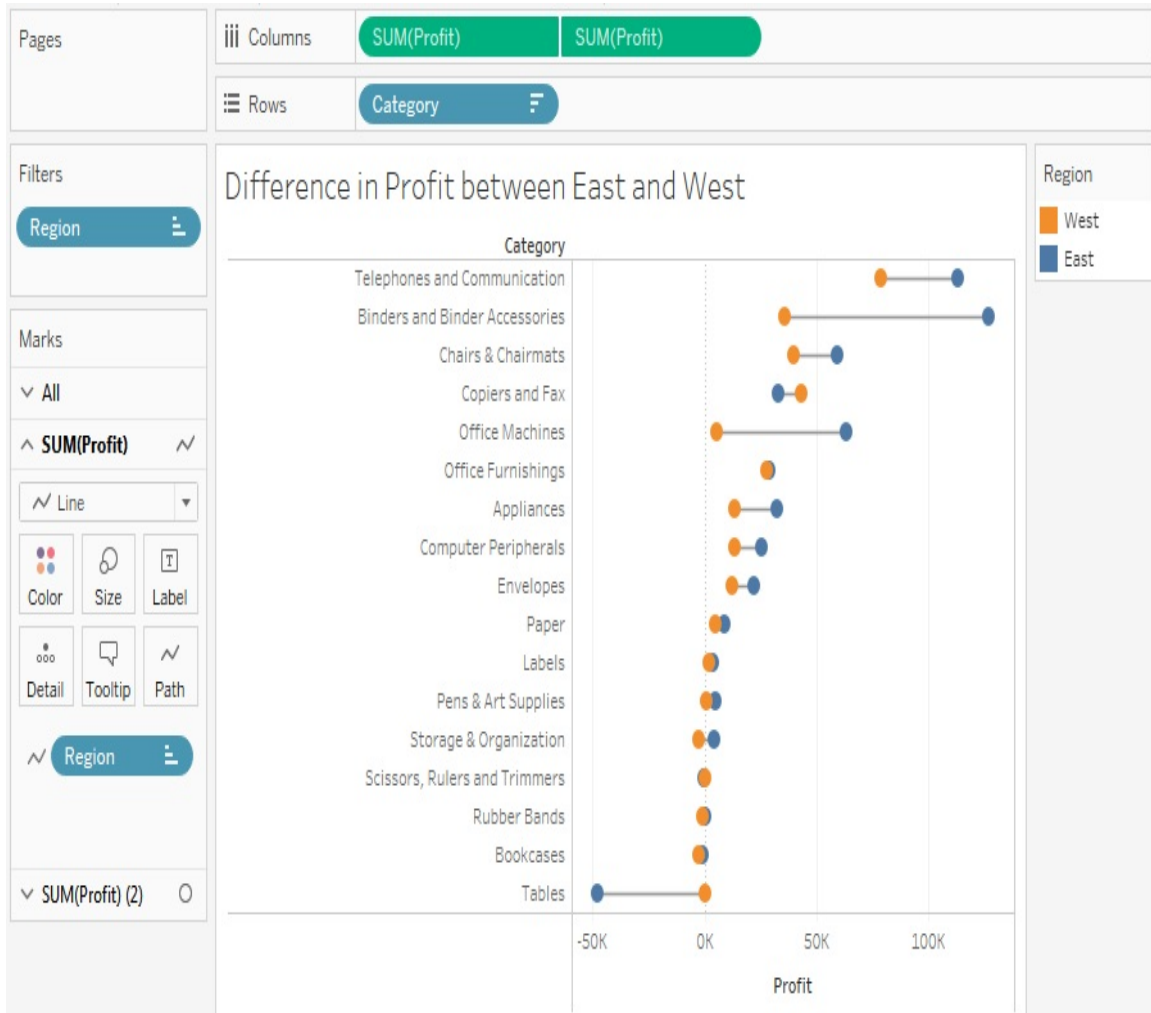 Pages
Columns
SUM(Profit) SUM(Profit)
Rows
Category
Filters
Region
Marks
All
SUM(Profit)
Line
Color Size Label
Detail Tooltip Path
Region
SUM(Profit) (2)
Difference in Profit between East and West
Category
Telephones and Communication
Binders and Binder Accessories
Chairs & Chairmats
Copiers and Fax
Office Machines
Office Furnishings
Appliances
Computer Peripherals
Envelopes
Paper
Labels
Pens & Art Supplies
Storage & Organization
Scissors, Rulers and Trimmers
Rubber Bands
Bookcases
Tables
-50K 0K 50K 100K
Profit
Region
West
East